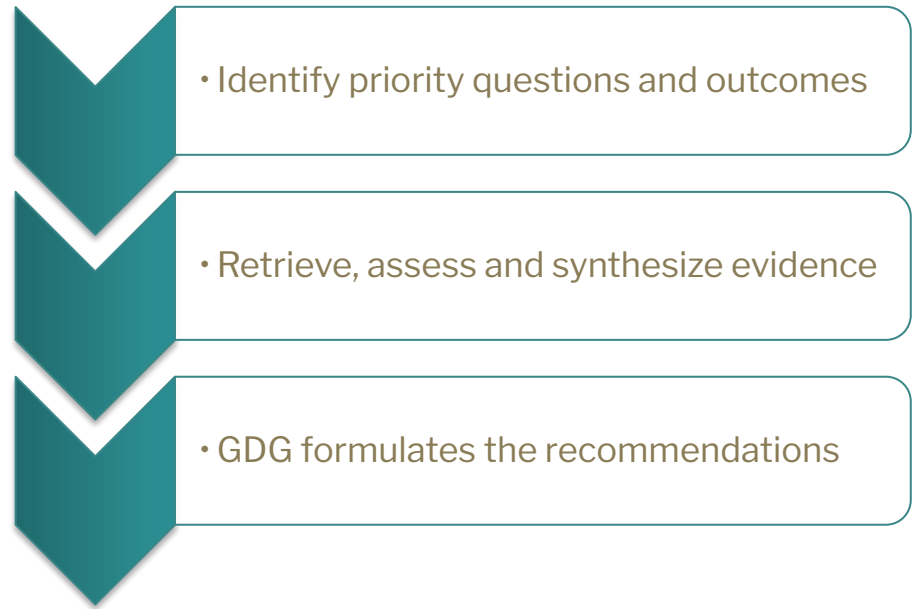 • Identify priority questions and outcomes
• Retrieve, assess and synthesize evidence
• GDG formulates the recommendations